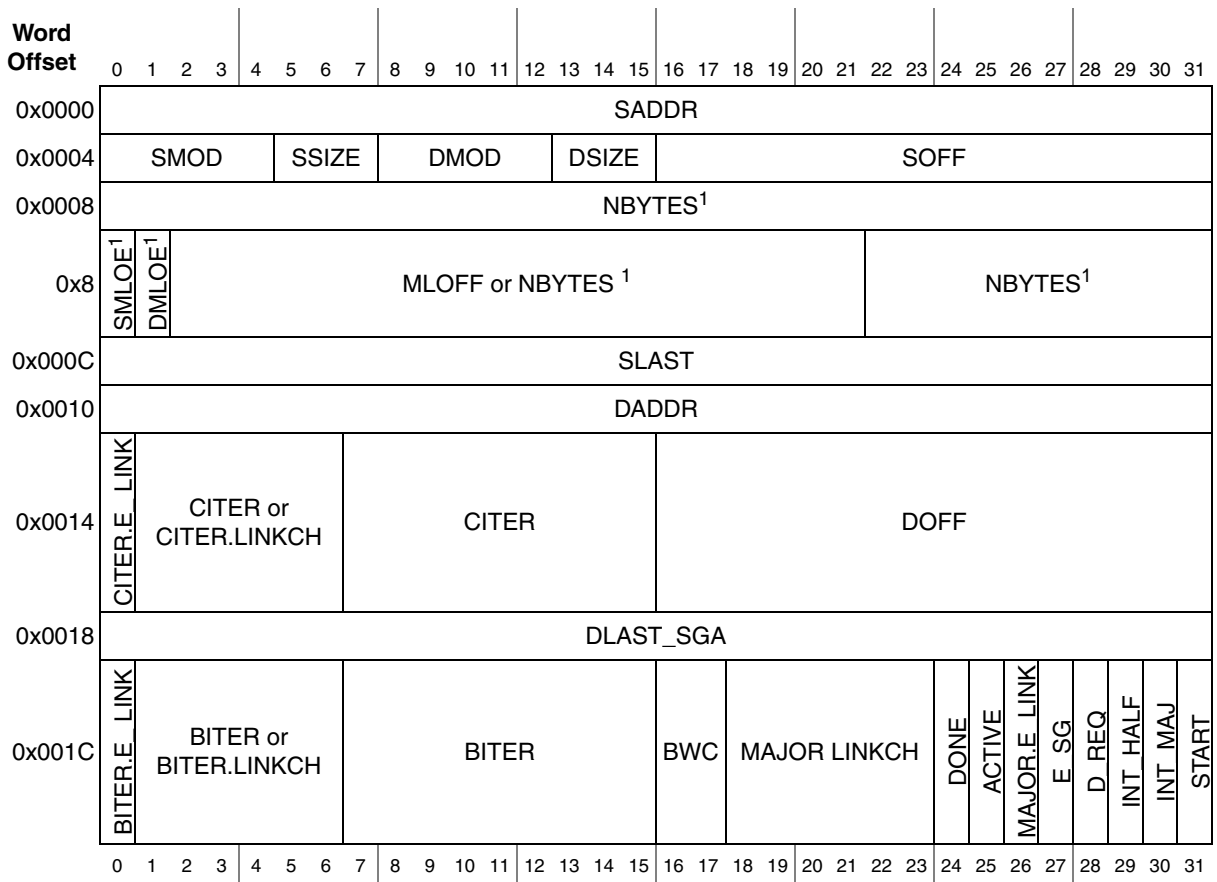 Word
Offset
0 1 2 3 4 5 6 7 8 9 10 11 12 13 14 15 16 17 18 19 20 21 22 23 24 25 26 27 28 29 30 31
0x0000 SADDR
0x0004 SMOD SSIZE DMOD DSIZE SOFF
0x0008 NBYTES¹
0x8 SMLOE¹ DMLOE¹ MLOFF or NBYTES ¹ NBYTES¹
0x000C SLAST
0x0010 DADDR
0x0014 CITER.E_ LINK CITER or
CITER.LINKCH CITER DOFF
0x0018 DLAST_SGA
0x001C BITER.E_ LINK BITER or
BITER.LINKCH BITER BWC MAJOR LINKCH DONE ACTIVE MAJOR.E_LINK E_SG D_REQ INT_HALF INT_MAJ START
0 1 2 3 4 5 6 7 8 9 10 11 12 13 14 15 16 17 18 19 20 21 22 23 24 25 26 27 28 29 30 31